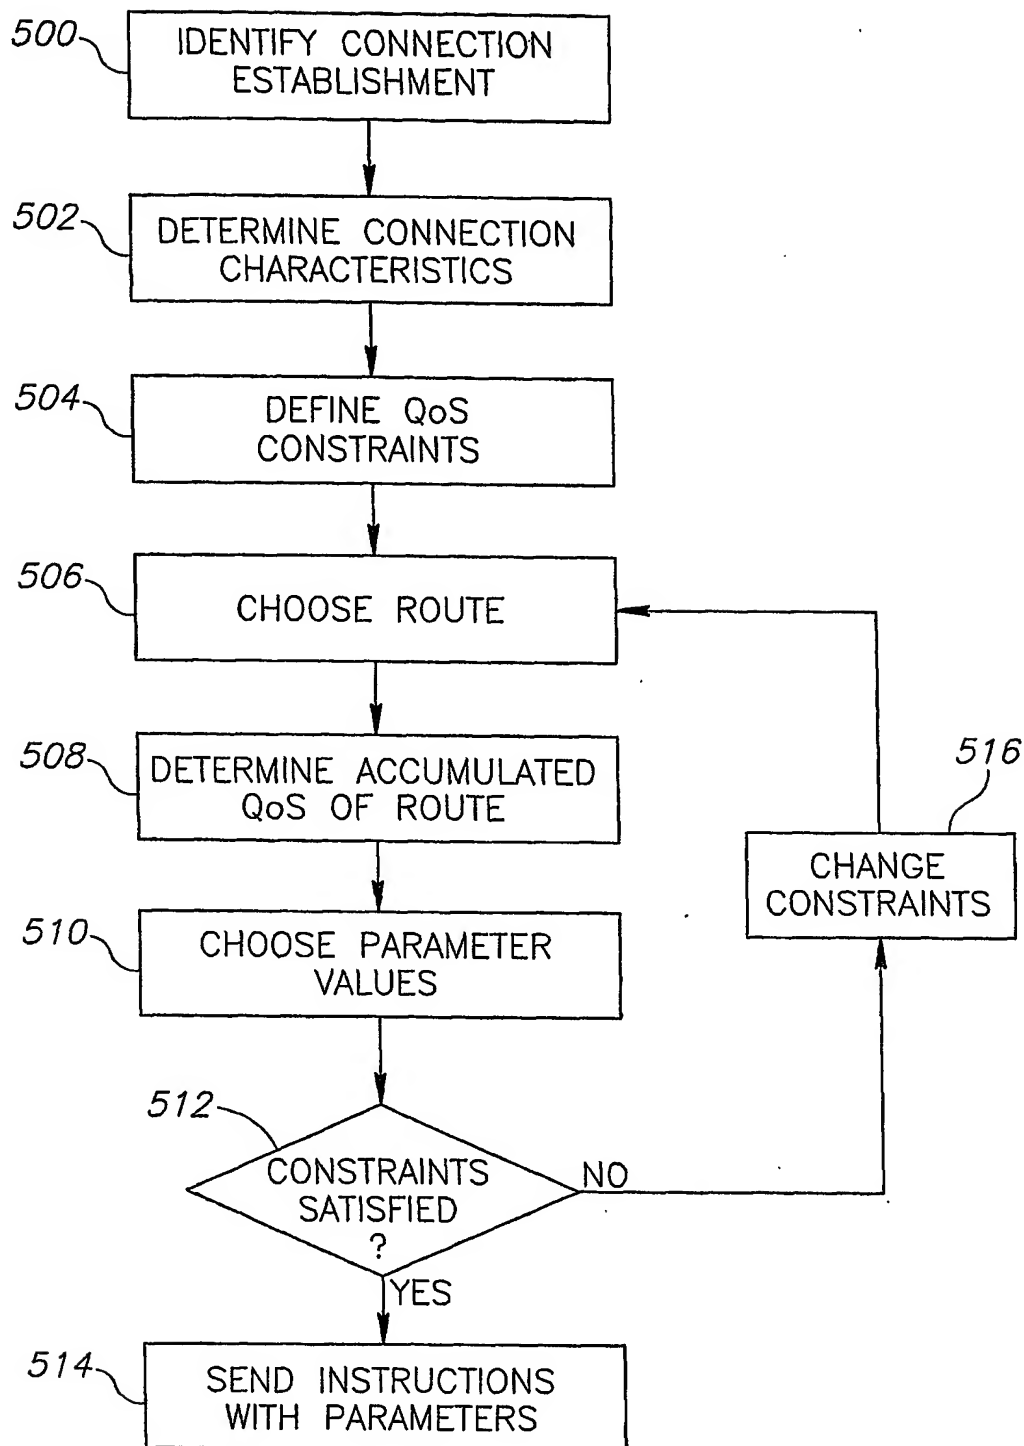 500
IDENTIFY CONNECTION
ESTABLISHMENT
502
DETERMINE CONNECTION
CHARACTERISTICS
504
DEFINE QoS
CONSTRAINTS
506
CHOOSE ROUTE
508
DETERMINE ACCUMULATED
QoS OF ROUTE
516
CHANGE
CONSTRAINTS
510
CHOOSE PARAMETER
VALUES
512
CONSTRAINTS
SATISFIED
?
NO
YES
514
SEND INSTRUCTIONS
WITH PARAMETERS